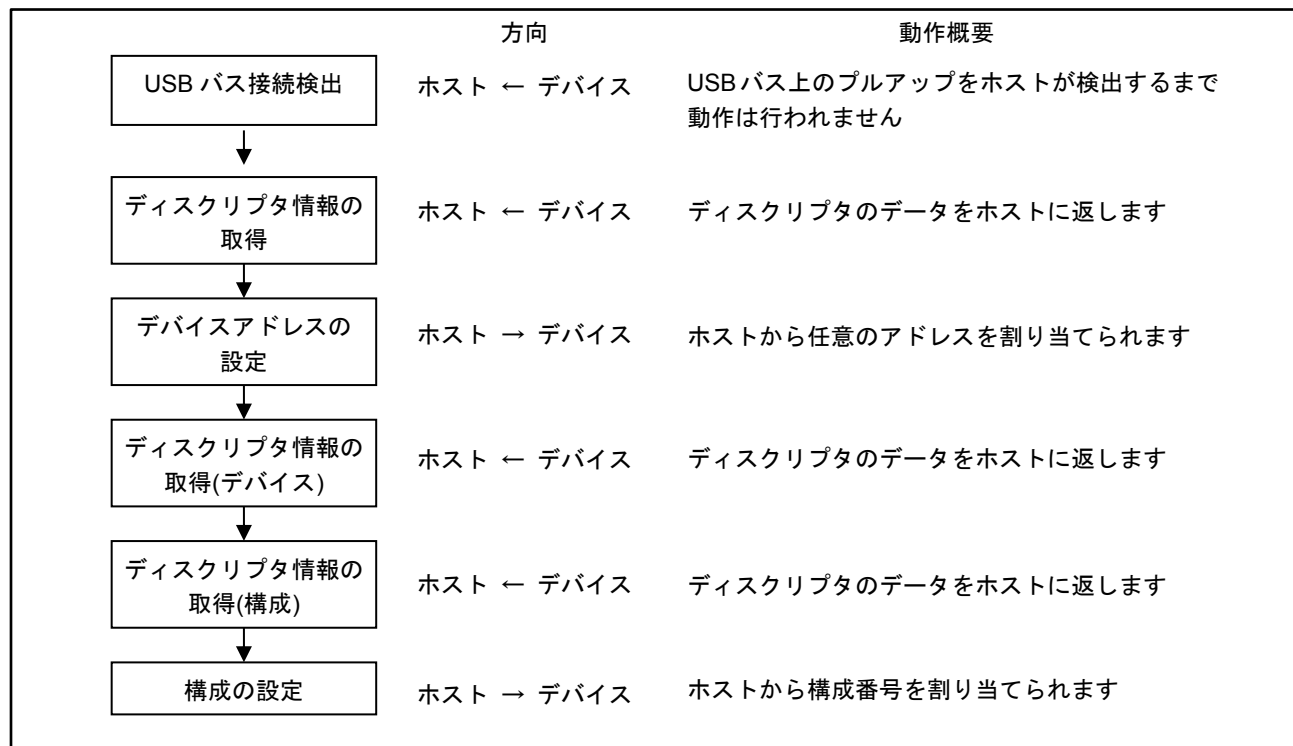 方向 動作概要
USB バス接続検出 ホスト ← デバイス USB バス上のプルアップをホストが検出するまで
動作は行われません
ディスクリプタ情報の
取得 ホスト ← デバイス ディスクリプタのデータをホストに返します
デバイスアドレスの
設定 ホスト → デバイス ホストから任意のアドレスを割り当てられます
ディスクリプタ情報の
取得(デバイス) ホスト ← デバイス ディスクリプタのデータをホストに返します
ディスクリプタ情報の
取得(構成) ホスト ← デバイス ディスクリプタのデータをホストに返します
構成の設定 ホスト → デバイス ホストから構成番号を割り当てられます